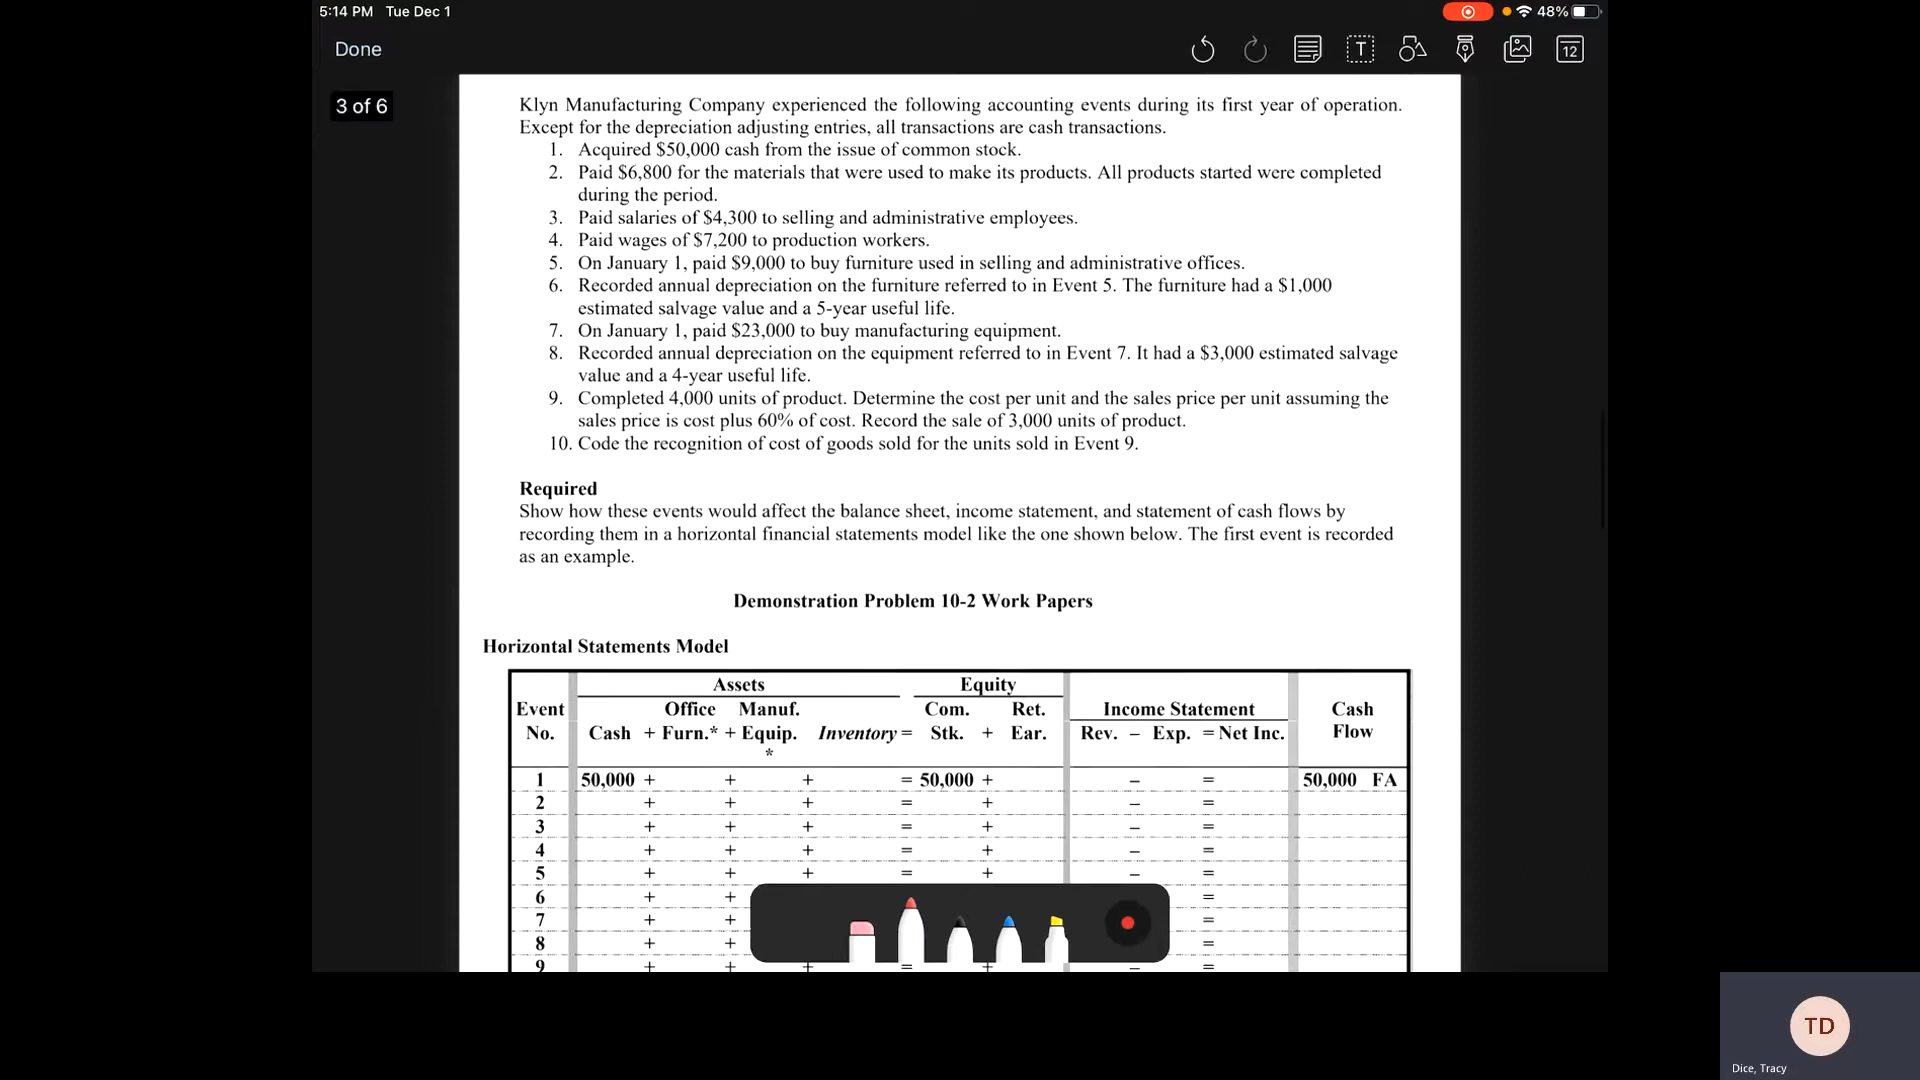 5:14 PM Tue Dec 1
48%
Done
T
12
3 of 6
Klyn Manufacturing Company experienced the following accounting events during its first year of operation.
Except for the depreciation adjusting entries, all transactions are cash transactions.
1. Acquired $50,000 cash from the issue of common stock.
2. Paid $6,800 for the materials that were used to make its products. All products started were completed
during the period.
3. Paid salaries of $4,300 to selling and administrative employees.
4. Paid wages of $7,200 to production workers.
5. On January 1, paid $9,000 to buy furniture used in selling and administrative offices.
6. Recorded annual depreciation on the furniture referred to in Event 5. The furniture had a $1,000
estimated salvage value and a 5-year useful life.
7. On January 1, paid $23,000 to buy manufacturing equipment.
8. Recorded annual depreciation on the equipment referred to in Event 7. It had a $3,000 estimated salvage
value and a 4-year useful life.
9. Completed 4,000 units of product. Determine the cost per unit and the sales price per unit assuming the
sales price is cost plus 60% of cost. Record the sale of 3,000 units of product.
10. Code the recognition of cost of goods sold for the units sold in Event 9.
Required
Show how these events would affect the balance sheet, income statement, and statement of cash flows by
recording them in a horizontal financial statements model like the one shown below. The first event is recorded
as an example.
Demonstration Problem 10-2 Work Papers
Horizontal Statements Model
Assets Equity
Event Office Manuf. Com. Ret. Income Statement Cash
No. Cash + Furn.* + Equip. Inventory = Stk. + Ear. Rev. – Exp. = Net Inc. Flow
*
1 50,000 + + + = 50,000 + – = 50,000 FA
2 + + + = + – =
3 + + + = + – =
4 + + + = + – =
5 + + + = + – =
6 + + =
7 + + =
8 + + =
9 + + + = + – =
TD
Dice, Tracy